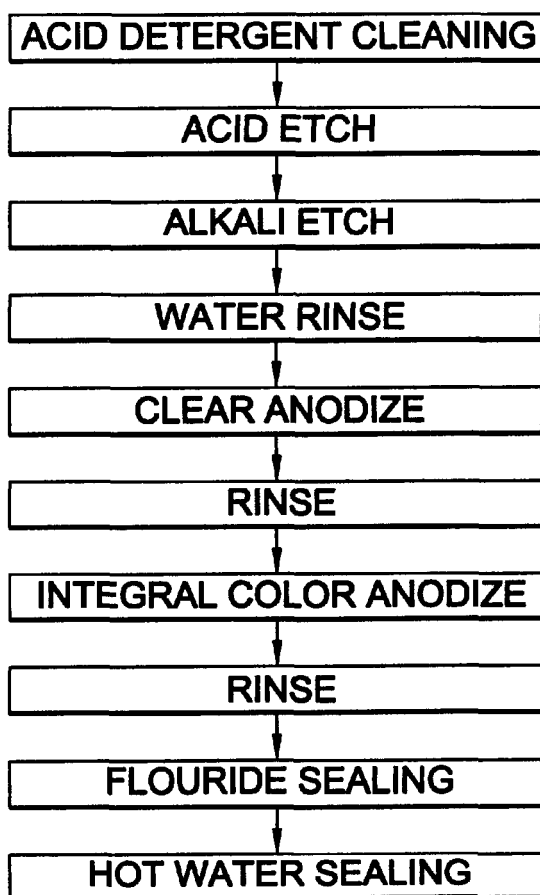 ACID DETERGENT CLEANING
ACID ETCH
ALKALI ETCH
WATER RINSE
CLEAR ANODIZE
RINSE
INTEGRAL COLOR ANODIZE
RINSE
FLOURIDE SEALING
HOT WATER SEALING